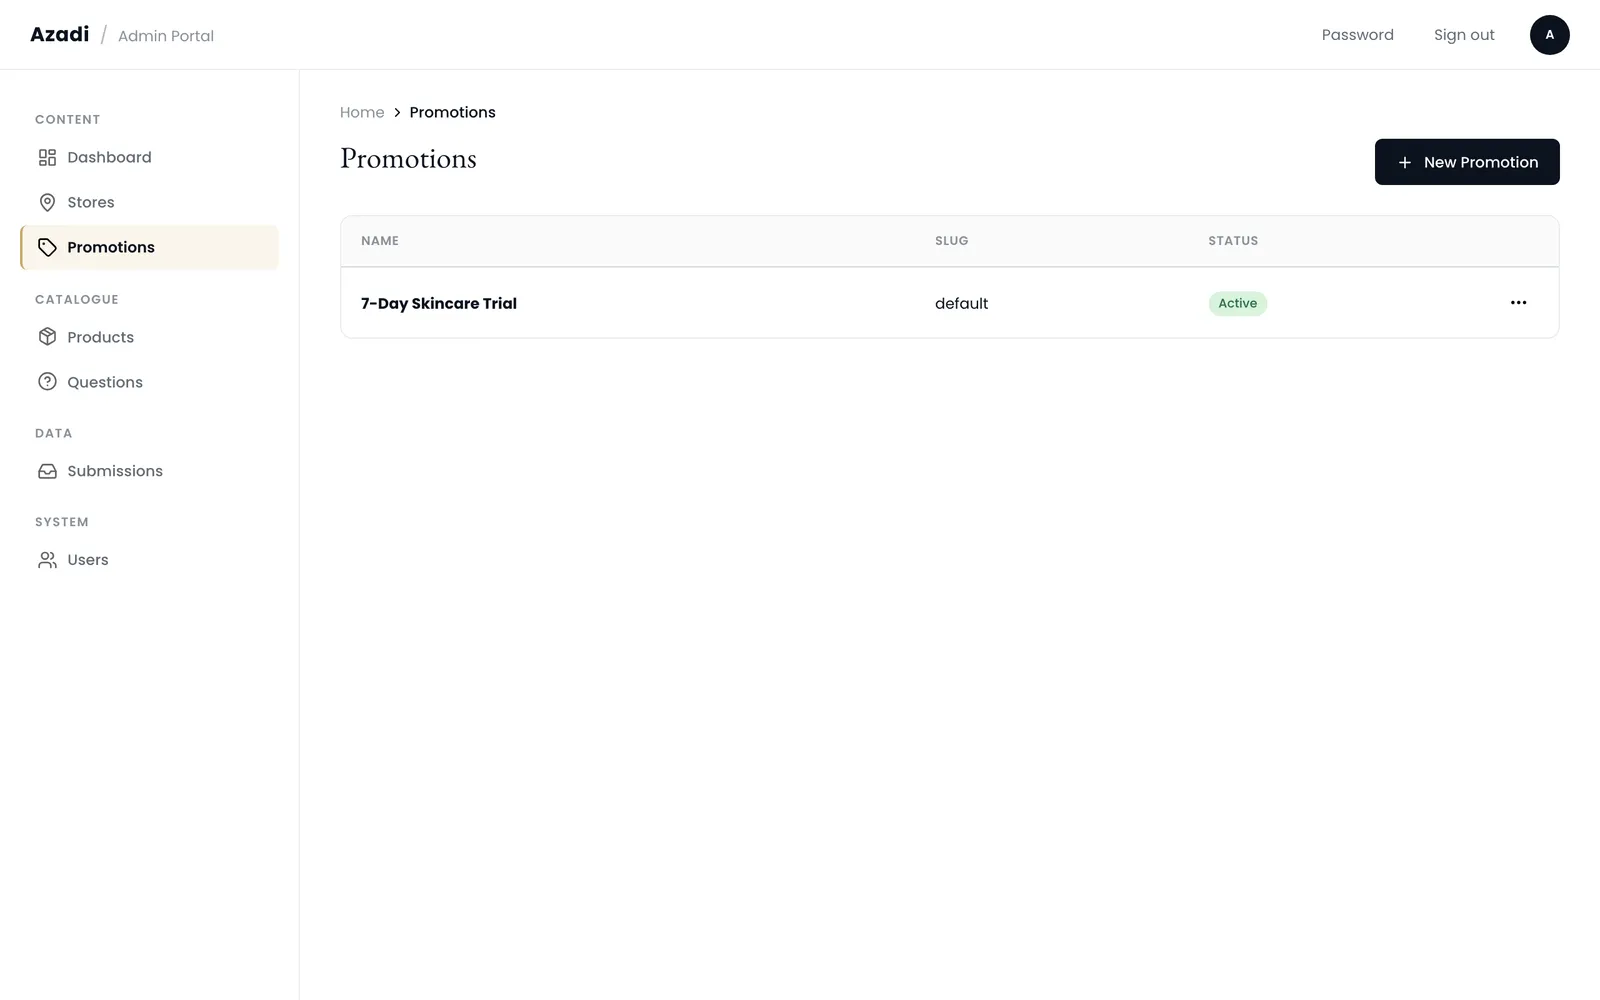 Azadi / Admin Portal
Password
Sign out
A
CONTENT
Dashboard
Stores
Promotions
CATALOGUE
Products
Questions
DATA
Submissions
SYSTEM
Users
Home > Promotions
Promotions
+ New Promotion
NAME SLUG STATUS
7-Day Skincare Trial default Active ...